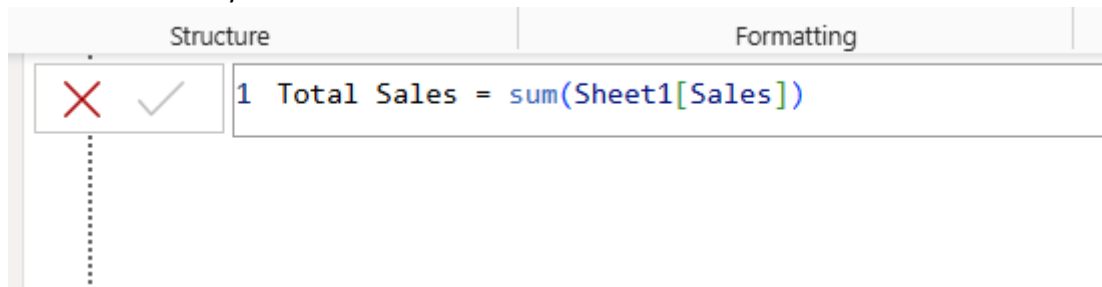 Structure
Formatting
1 Total Sales = sum(Sheet1[Sales])